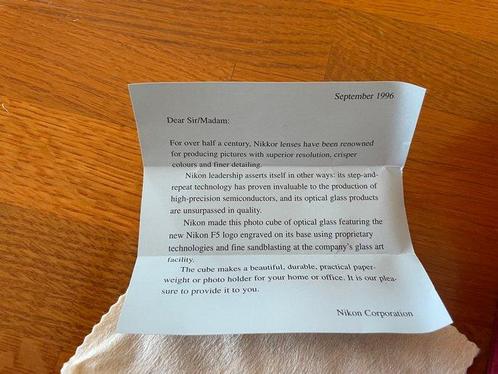 September 1996
Dear Sir/Madam:
For over half a century, Nikkor lenses have been renowned
for producing pictures with superior resolution, crisper
colours and finer detailing.
Nikon leadership asserts itself in other ways: its step-and-
repeat technology has proven invaluable to the production of
high-precision semiconductors, and its optical glass products
are unsurpassed in quality.
Nikon made this photo cube of optical glass featuring the
new Nikon F5 logo engraved on its base using proprietary
technologies and fine sandblasting at the company's glass art
facility.
The cube makes a beautiful, durable, practical paper-
weight or photo holder for your home or office. It is our plea-
sure to provide it to you.
Nikon Corporation